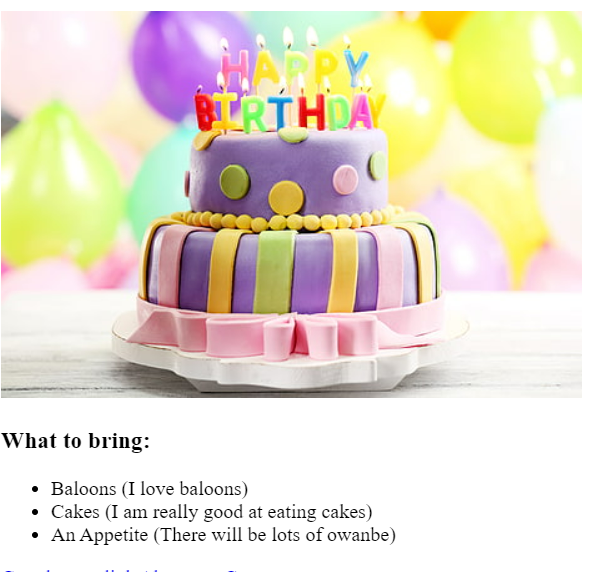 HAPPY
BIRTHDAY
What to bring:
Baloons (I love baloons)
Cakes (I am really good at eating cakes)
An Appetite (There will be lots of owanbe)